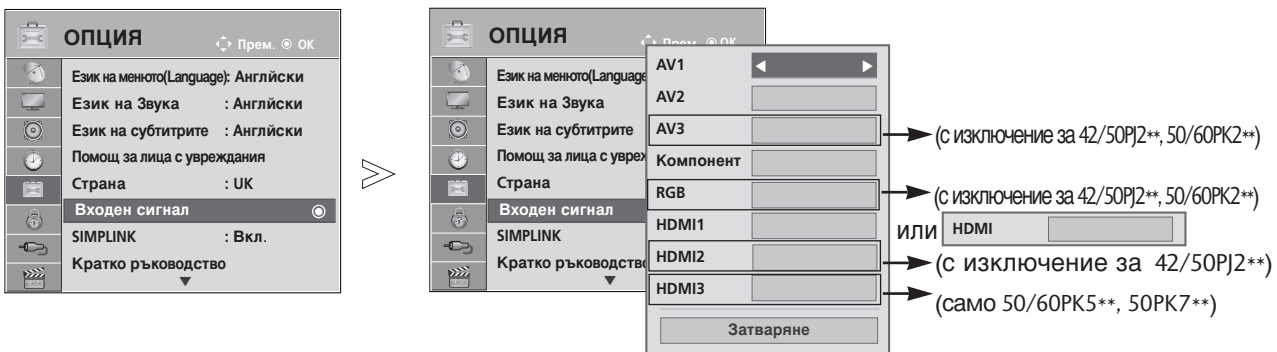 ОПЦИЯ
Прем. OK
Език на менюто(Language): Англйски
Език на Звука : Англйски
Език на субтитрите : Англйски
Помощ за лица с увреждания
Страна : UK
Входен сигнал
SIMPLINK : Вкл.
Кратко ръководство
ОПЦИЯ
Прем. OK
Език на менюто(Language
Език на Звука
Език на субтитрите
Помощ за лица с увреж
Страна
Входен сигнал
SIMPLINK
Кратко ръководств
AV1
AV2
AV3
(с изключение за 42/50PJ2**, 50/60PK2**)
Компонент
RGB
(с изключение за 42/50PJ2**, 50/60PK2**)
HDMI1
или HDMI
HDMI2
(с изключение за 42/50PJ2**)
HDMI3
(само 50/60PK5**, 50PK7**)
Затваряне